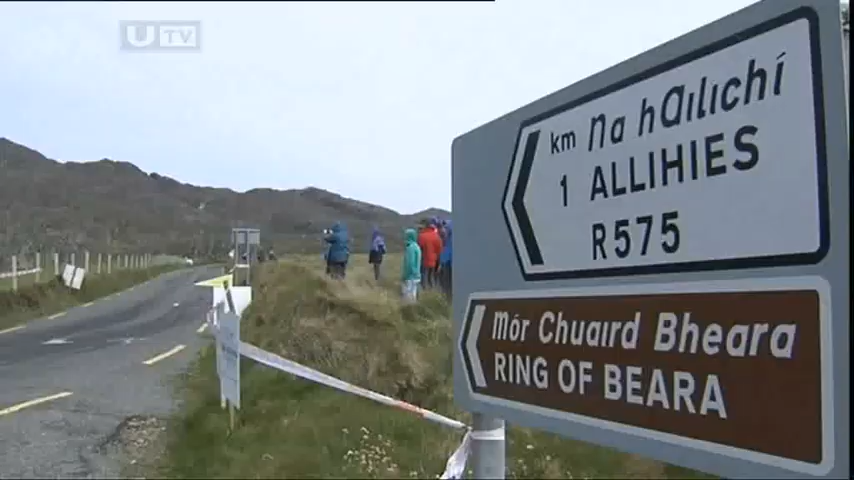 UTV
km Na hAilichí
1 ALLIHIES
R575
Mór Chuaird Bheara
RING OF BEARA